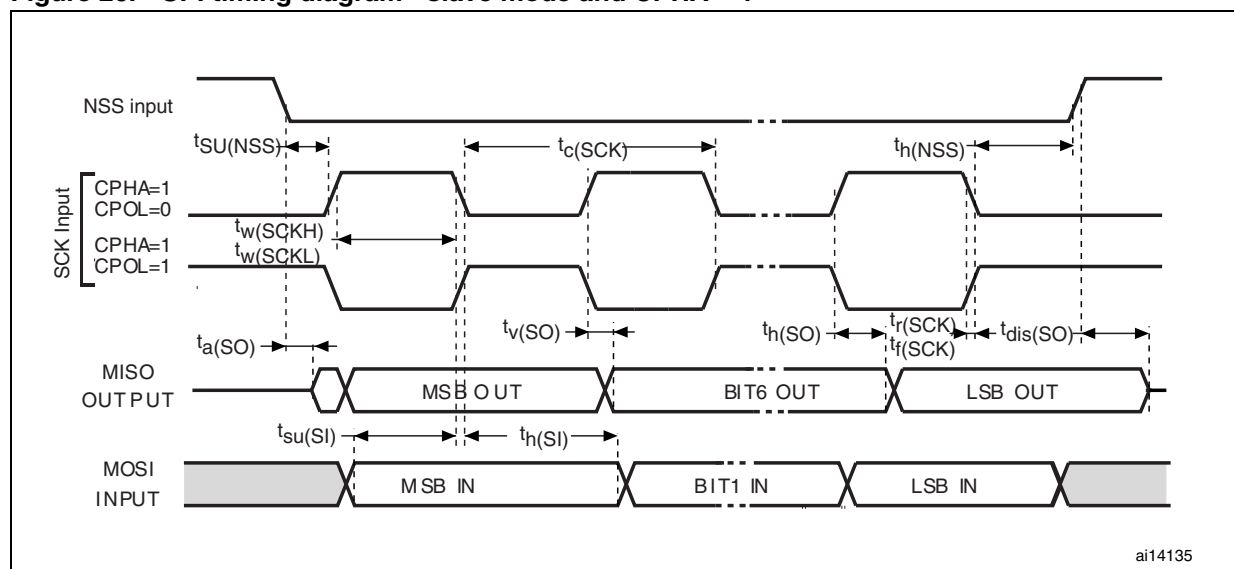 NSS input
tSU(NSS)
tc(SCK)
th(NSS)
SCK Input
CPHA=1
CPOL=0
tw(SCKH)
CPHA=1
tw(SCKL)
CPOL=1
ta(SO)
tv(SO)
th(SO)
tr(SCK)
tf(SCK)
tdis(SO)
MISO
OUTPUT
MSB OUT
BIT6 OUT
LSB OUT
tsu(SI)
th(SI)
MOSI
INPUT
MSB IN
BIT1 IN
LSB IN
ai14135